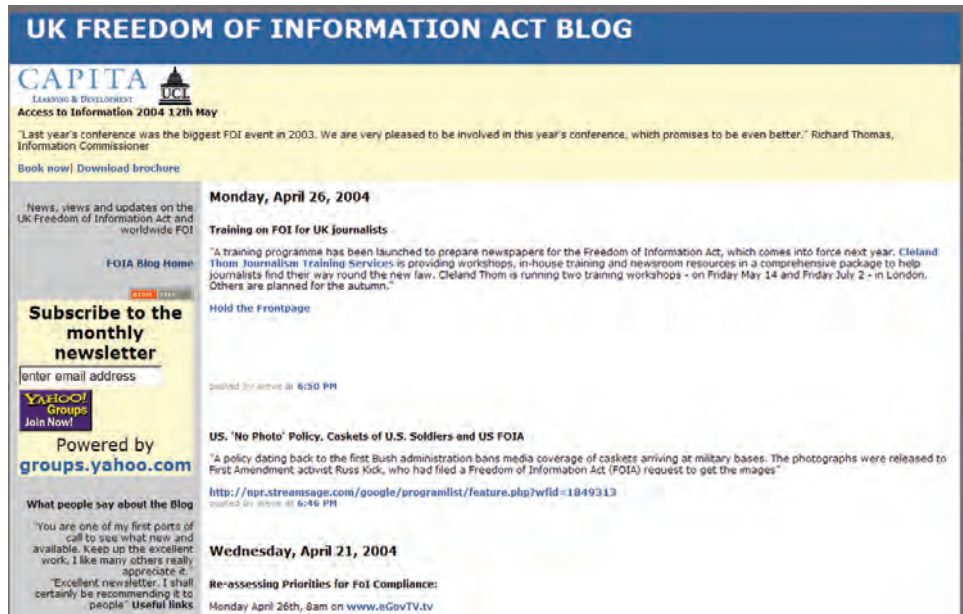 UK FREEDOM OF INFORMATION ACT BLOG
CAPITA
LEARNING & DEVELOPMENT
UCL
Access to Information 2004 12th May
"Last year's conference was the biggest FOI event in 2003. We are very pleased to be involved in this year's conference, which promises to be even better." Richard Thomas,
Information Commissioner
Book now| Download brochure
News, views and updates on the
UK Freedom of Information Act and
worldwide FOI
FOIA Blog Home
Subscribe to the
monthly
newsletter
enter email address
YAHOO!
Groups
Join Now!
Powered by
groups.yahoo.com
What people say about the Blog
"You are one of my first ports of
call to see what new and
available. Keep up the excellent
work, I like many others really
appreciate it."
"Excellent newsletter. I shall
certainly be recommending it to
people" Useful links
Monday, April 26, 2004
Training on FOI for UK journalists
"A training programme has been launched to prepare newspapers for the Freedom of Information Act, which comes into force next year. Cleland
Thom Journalism Training Services is providing workshops, in-house training and newsroom resources in a comprehensive package to help
journalists find their way round the new law. Cleland Thom is running two training workshops - on Friday May 14 and Friday July 2 - in London.
Others are planned for the autumn."
Hold the Frontpage
posted by steve at 6:50 PM
US. 'No Photo' Policy, Caskets of U.S. Soldiers and US FOIA
"A policy dating back to the first Bush administration bans media coverage of caskets arriving at military bases. The photographs were released to
First Amendment activist Russ Kick, who had filed a Freedom of Information Act (FOIA) request to get the images"
http://npr.streamsage.com/google/programlist/feature.php?wfid=1849313
posted by steve at 6:46 PM
Wednesday, April 21, 2004
Re-assessing Priorities for FoI Compliance:
Monday April 26th, 8am on www.eGovTV.tv